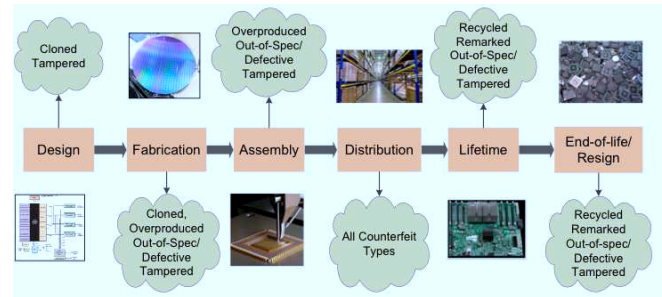 Cloned
Tampered
Overproduced
Out-of-Spec/
Defective
Tampered
Recycled
Remarked
Out-of-Spec/
Defective
Tampered
Design
Fabrication
Assembly
Distribution
Lifetime
End-of-life/
Resign
Cloned,
Overproduced
Out-of-Spec/
Defective
Tampered
All Counterfeit
Types
Recycled
Remarked
Out-of-spec/
Defective
Tampered